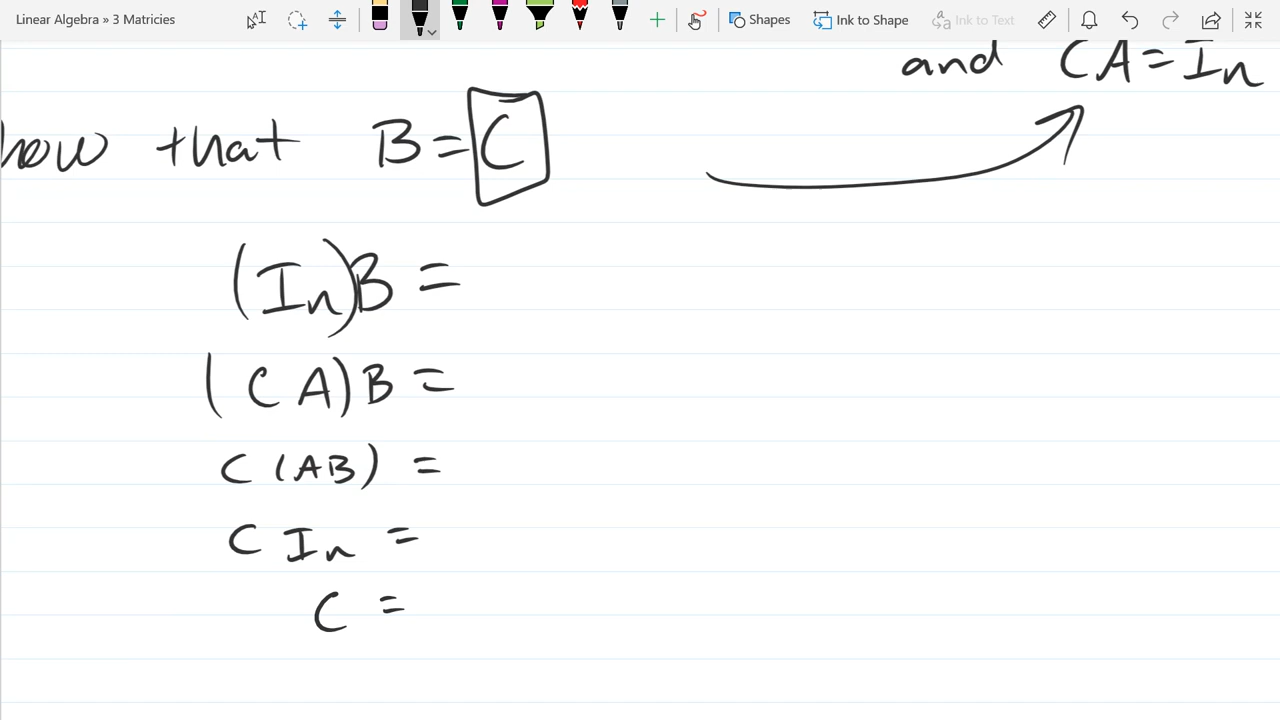 Linear Algebra » 3 Matricies
Shapes
Ink to Shape
Ink to Text
and CA = In
how that B = C
(In)B =
(CA)B =
C(AB) =
C In =
C =